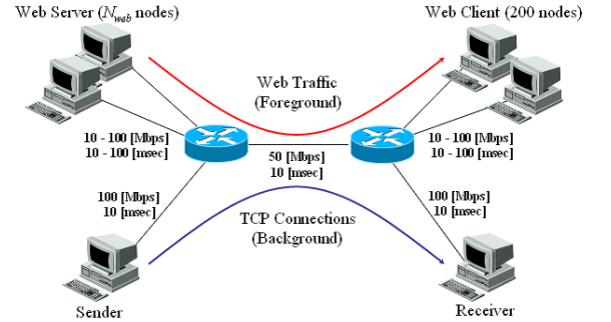 Web Server (Nweb nodes)
Web Client (200 nodes)
Web Traffic
(Foreground)
10 - 100 [Mbps]
10 - 100 [msec]
50 [Mbps]
10 [msec]
10 - 100 [Mbps]
10 - 100 [msec]
100 [Mbps]
10 [msec]
100 [Mbps]
10 [msec]
TCP Connections
(Background)
Sender
Receiver